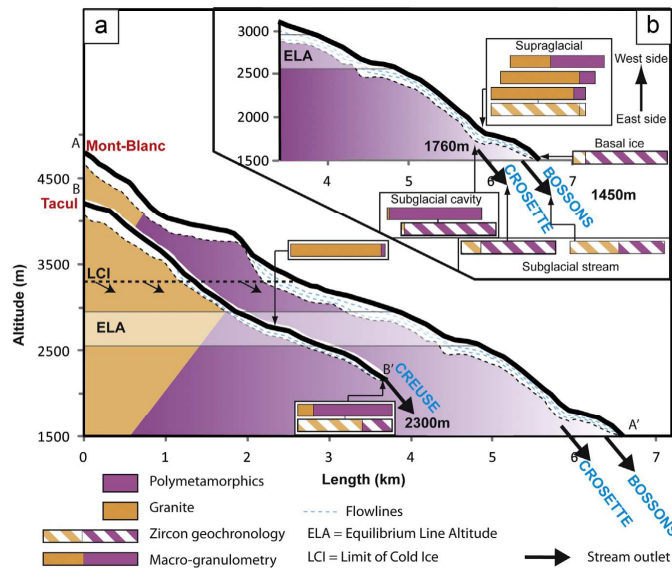 a
b
3000
2500
2000
1500
ELA
4
5
6
7
Supraglacial
West side
East side
Basal ice
1760m
1450m
CROSETTE
BOSSONS
Subglacial cavity
Subglacial stream
A
Mont-Blanc
B
Tacul
4500
3500
2500
1500
Altitude (m)
LCI
ELA
B'
CREUSE
2300m
A'
CROSETTE
BOSSONS
0
1
2
3
4
5
6
7
Length (km)
Polymetamorphics
Granite
Zircon geochronology
Macro-granulometry
Flowlines
ELA = Equilibrium Line Altitude
LCI = Limit of Cold Ice
Stream outlet